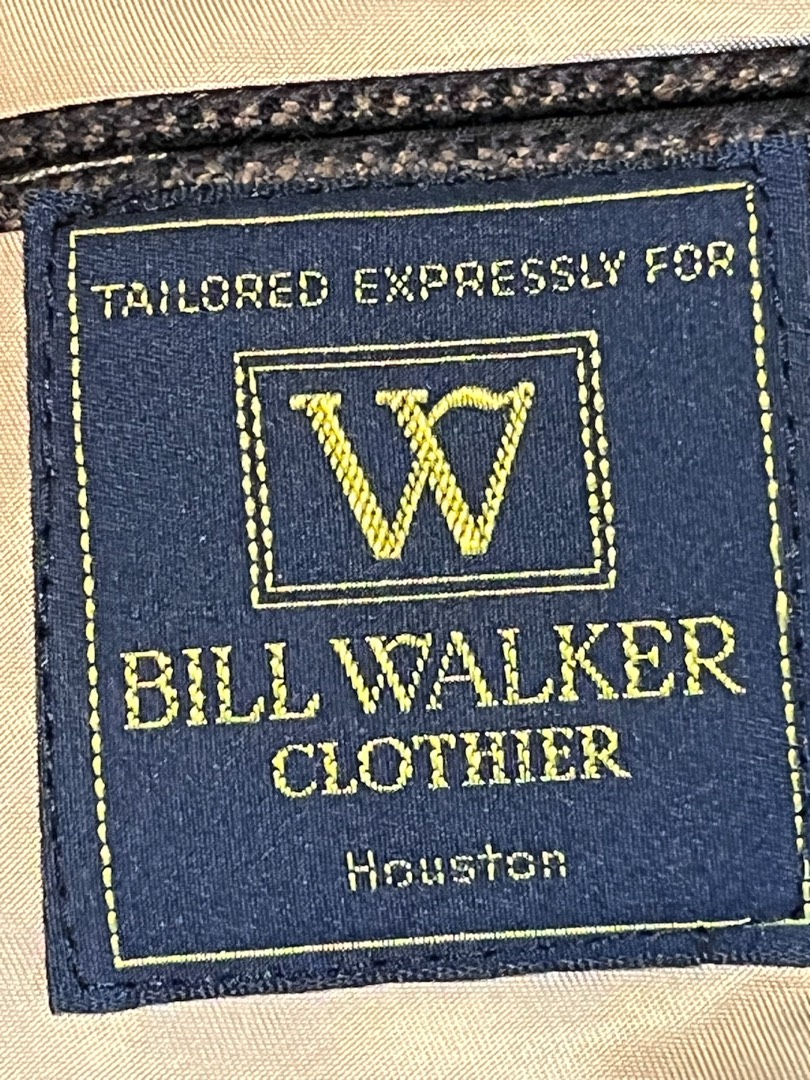 TAILORED EXPRESSLY FOR
W
BILL WALKER
CLOTHIER
Houston